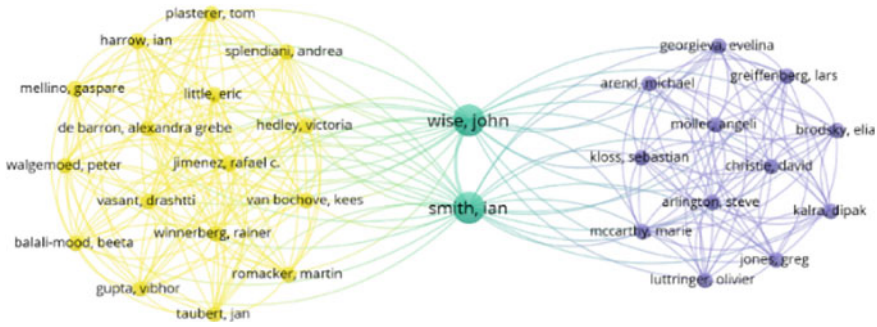 plasterer, tom
harrow, ian
splendiani, andrea
mellino, gaspare
little, eric
de barron, alexandra grebe
hedley, victoria
walgemoed, peter
jimenez, rafael c.
vasant, drashtti
van bochove, kees
winnerberg, rainer
balali-mood, beeta
romacker, martin
gupta, vibhor
taubert, jan
wise, john
smith, ian
georgieva, evelina
greiffenberg, lars
arend, michael
möller, angeli
brodsky, elia
kloss, sebastian
christie, david
arlington, steve
kalra, dipak
mccarthy, marie
jones, greg
luttringer, olivier